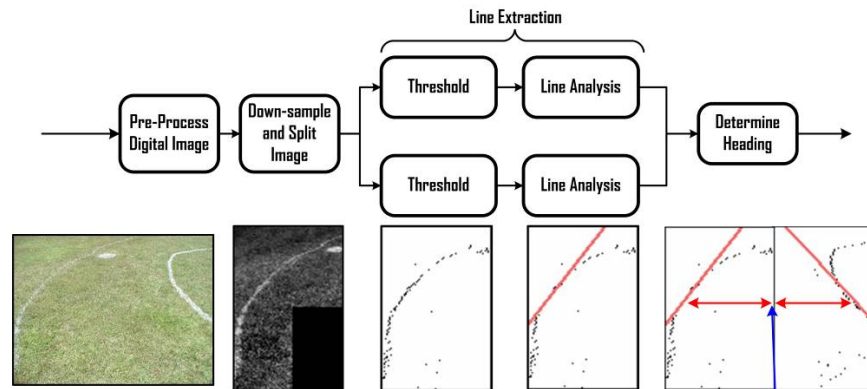 Line Extraction
Threshold
Line Analysis
Pre-Process
Digital Image
Down-sample
and Split
Image
Determine
Heading
Threshold
Line Analysis